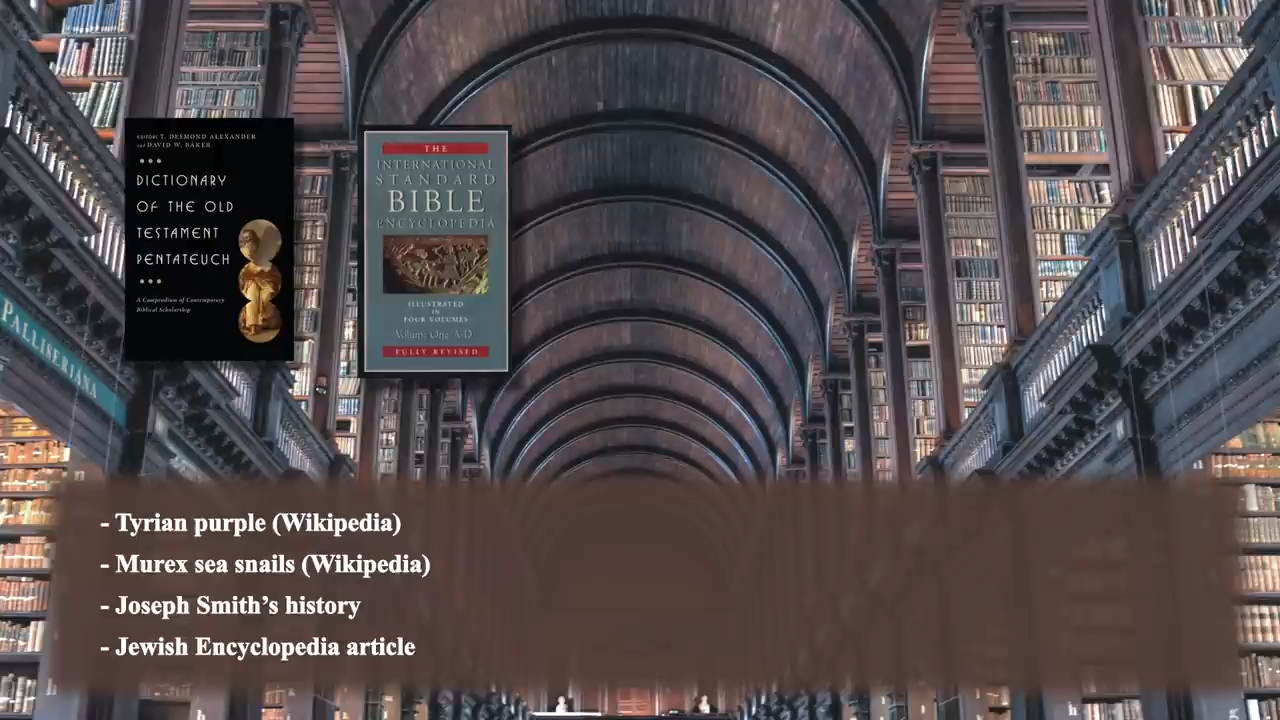 EDITORS T. DESMOND ALEXANDER
and DAVID W. BAKER
DICTIONARY
OF THE OLD
TESTAMENT
PENTATEUCH
A Compendium of Contemporary
Biblical Scholarship
THE
INTERNATIONAL
STANDARD
BIBLE
ENCYCLOPEDIA
ILLUSTRATED
IN
FOUR VOLUMES
Volume One A-D
FULLY REVISED
PALLISERIANA
- Tyrian purple (Wikipedia)
- Murex sea snails (Wikipedia)
- Joseph Smith’s history
- Jewish Encyclopedia article